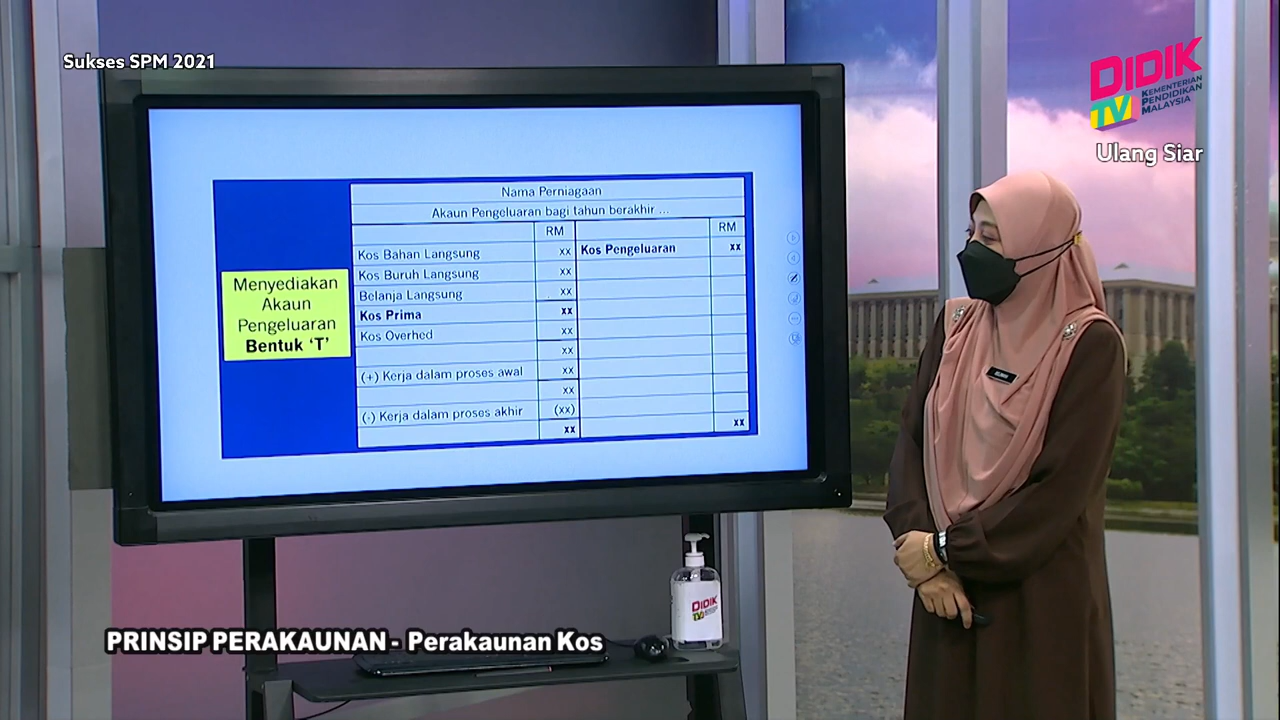 Sukses SPM 2021
DIDIK
TV
KEMENTERIAN
PENDIDIKAN
MALAYSIA
Ulang Siar
Nama Perniagaan
Akaun Pengeluaran bagi tahun berakhir ...
RM RM
Kos Bahan Langsung xx Kos Pengeluaran xx
Kos Buruh Langsung xx
Belanja Langsung xx
Kos Prima xx
Kos Overhed xx
xx
(+) Kerja dalam proses awal xx
xx
(-) Kerja dalam proses akhir (xx)
xx xx
Menyediakan
Akaun
Pengeluaran
Bentuk ‘T’
DIDIK
TV
PRINSIP PERAKAUNAN - Perakaunan Kos